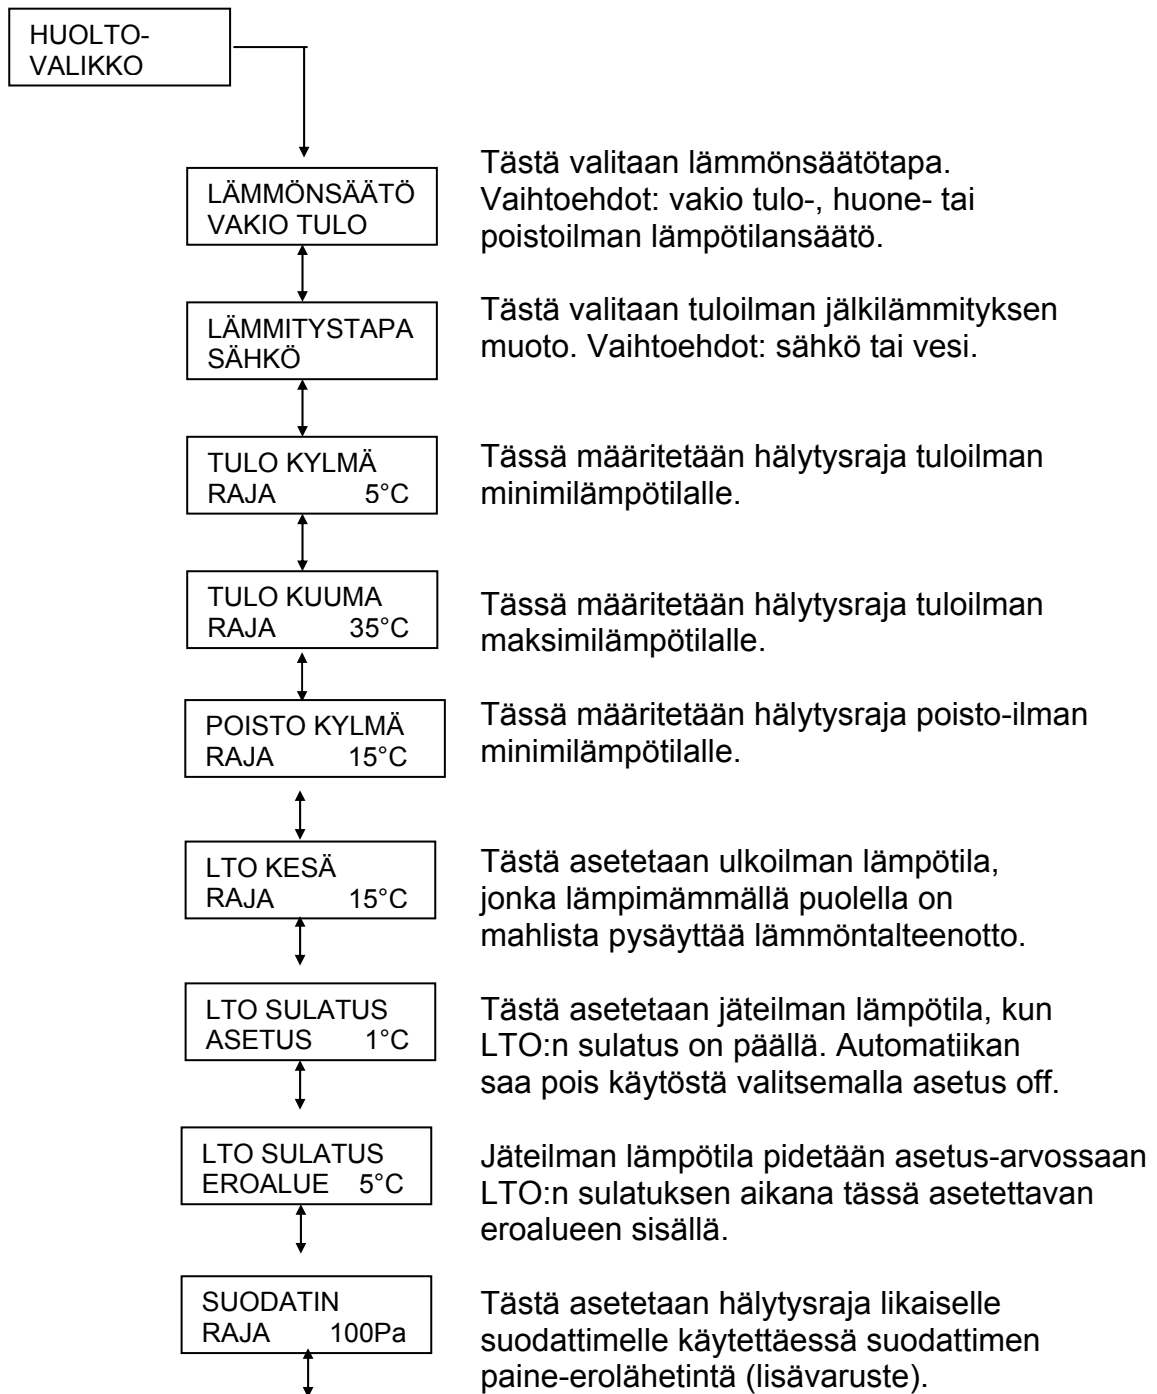 HUOLTO-
VALIKKO
LÄMMÖNSÄÄTÖ
VAKIO TULO
Tästä valitaan lämmönsäätötapa.
Vaihtoehdot: vakio tulo-, huone- tai
poistoilman lämpötilansäätö.
LÄMMITYSTAPA
SÄHKÖ
Tästä valitaan tuloilman jälkilämmityksen
muoto. Vaihtoehdot: sähkö tai vesi.
TULO KYLMÄ
RAJA 5°C
Tässä määritetään hälytysraja tuloilman
minimilämpötilalle.
TULO KUUMA
RAJA 35°C
Tässä määritetään hälytysraja tuloilman
maksimilämpötilalle.
POISTO KYLMÄ
RAJA 15°C
Tässä määritetään hälytysraja poisto-ilman
minimilämpötilalle.
LTO KESÄ
RAJA 15°C
Tästä asetetaan ulkoilman lämpötila,
jonka lämpimämmällä puolella on
mahlista pysäyttää lämmöntalteenotto.
LTO SULATUS
ASETUS 1°C
Tästä asetetaan jäteilman lämpötila, kun
LTO:n sulatus on päällä. Automatiikan
saa pois käytöstä valitsemalla asetus off.
LTO SULATUS
EROALUE 5°C
Jäteilman lämpötila pidetään asetus-arvossaan
LTO:n sulatuksen aikana tässä asetettavan
eroalueen sisällä.
SUODATIN
RAJA 100Pa
Tästä asetetaan hälytysraja likaiselle
suodattimelle käytettäessä suodattimen
paine-erolähetintä (lisävaruste).